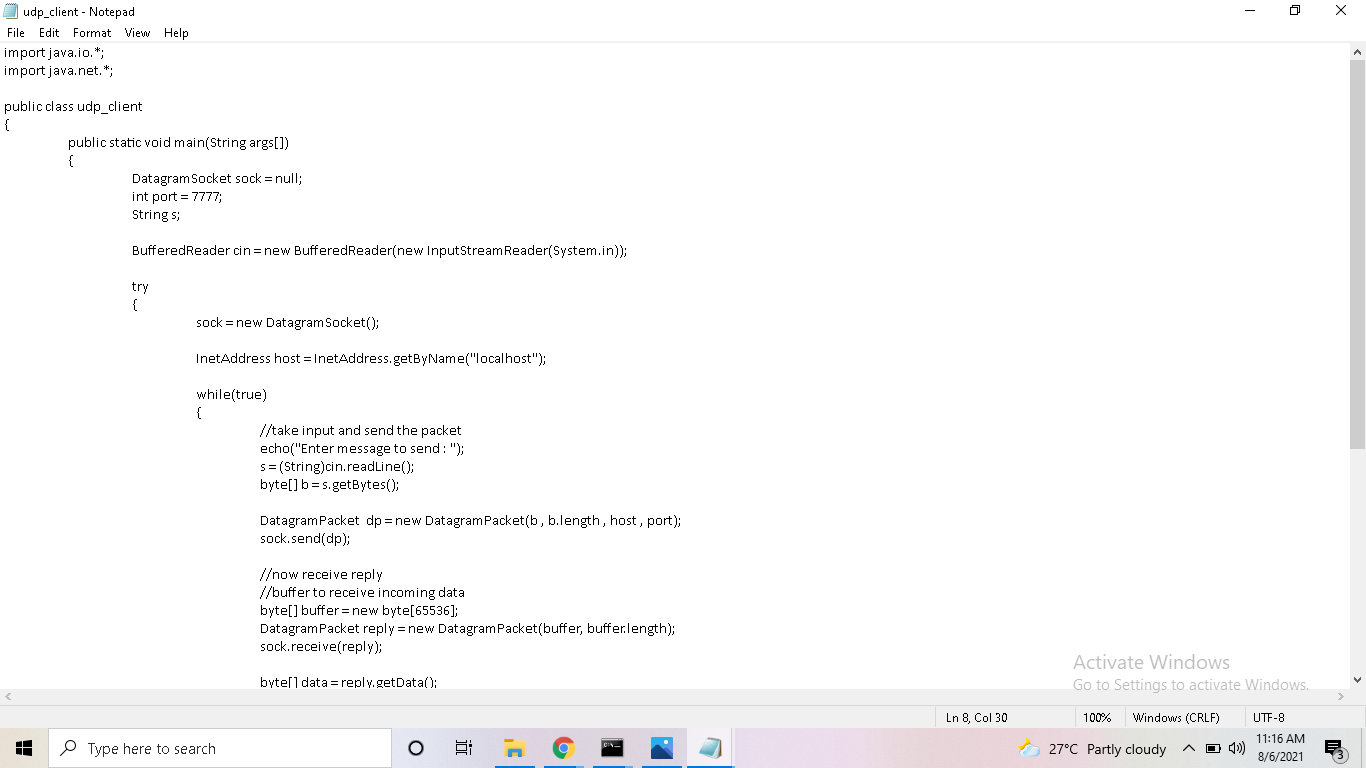 udp_client - Notepad
File Edit Format View Help
import java.io.*;
import java.net.*;
public class udp_client
{
public static void main(String args[])
{
DatagramSocket sock = null;
int port = 7777;
String s;
BufferedReader cin = new BufferedReader(new InputStreamReader(System.in));
try
{
sock = new DatagramSocket();
InetAddress host = InetAddress.getByName("localhost");
while(true)
{
//take input and send the packet
echo("Enter message to send : ");
s = (String)cin.readLine();
byte[] b = s.getBytes();
DatagramPacket  dp = new DatagramPacket(b , b.length , host , port);
sock.send(dp);
//now receive reply
//buffer to receive incoming data
byte[] buffer = new byte[65536];
DatagramPacket reply = new DatagramPacket(buffer, buffer.length);
sock.receive(reply);
byte[] data = reply.getData();
Activate Windows
Go to Settings to activate Windows.
Ln 8, Col 30 100% Windows (CRLF) UTF-8
Type here to search
27°C Partly cloudy
11:16 AM
8/6/2021
3